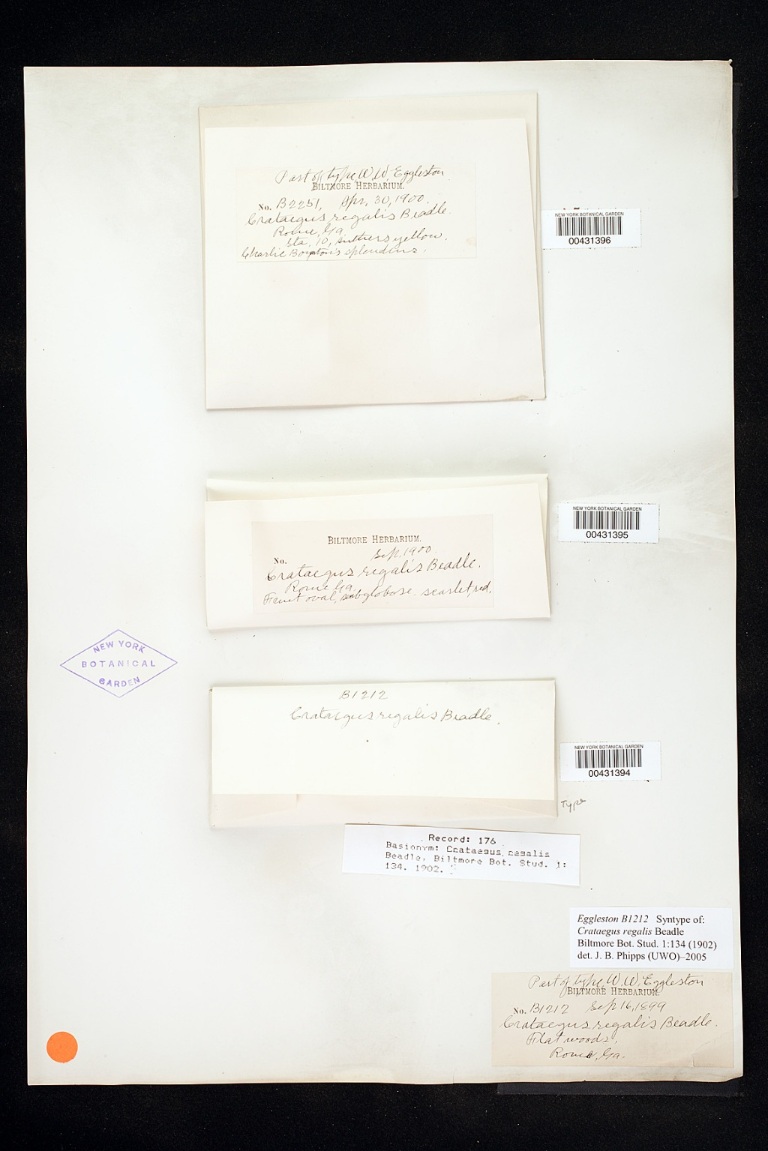 Part of type W.W. Eggleston
BILTMORE HERBARIUM.
No. B2251, Apr, 30, 1900.
Crataegus regalis Beadle.
Rome, Ga.
Sta, 10, anthers yellow.
Charlie Boynton's splendens.
NEW YORK BOTANICAL GARDEN
00431396
BILTMORE HERBARIUM.
No. Sep. 1900
Crataegus regalis Beadle.
Rome Ga
Fruit oval, subglobose scarlet, red.
NEW YORK BOTANICAL GARDEN
00431395
NEW YORK
BOTANICAL
GARDEN
B1212
Crataegus regalis Beadle.
NEW YORK BOTANICAL GARDEN
00431394
Type
Record: 176
Basionym: Crataegus regalis
Beadle, Biltmore Bot. Stud. 1:
134. 1902.
Eggleston B1212 Syntype of:
Crataegus regalis Beadle
Biltmore Bot. Stud. 1:134 (1902)
det. J. B. Phipps (UWO)–2005
Part of type W.W. Eggleston
BILTMORE HERBARIUM.
No. B1212 Sep 16, 1899
Crataegus regalis Beadle.
Flat woods.
Rome, Ga.